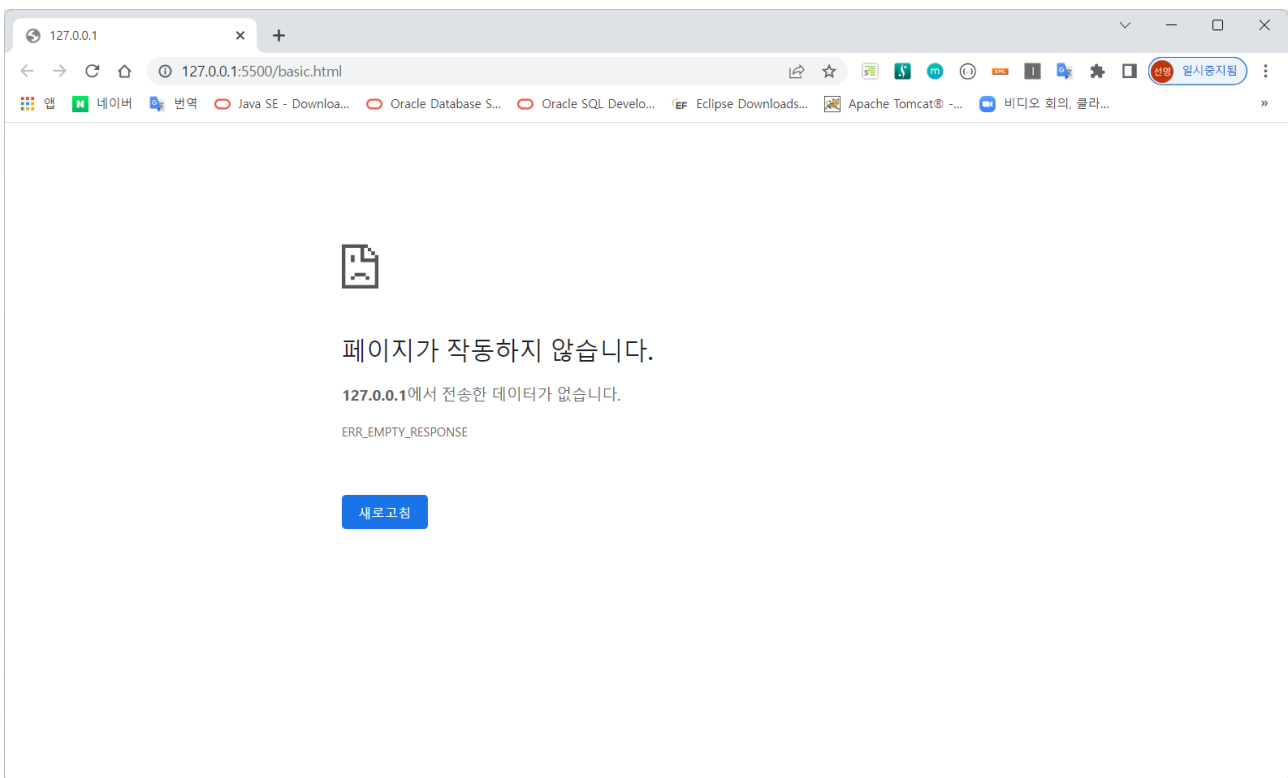 127.0.0.1
127.0.0.1:5500/basic.html
선영 일시중지됨
앱 네이버 번역 Java SE - Downloa... Oracle Database S... Oracle SQL Develo... EF Eclipse Downloads... Apache Tomcat® -... 비디오 회의, 클라... »
페이지가 작동하지 않습니다.
127.0.0.1에서 전송한 데이터가 없습니다.
ERR_EMPTY_RESPONSE
새로고침